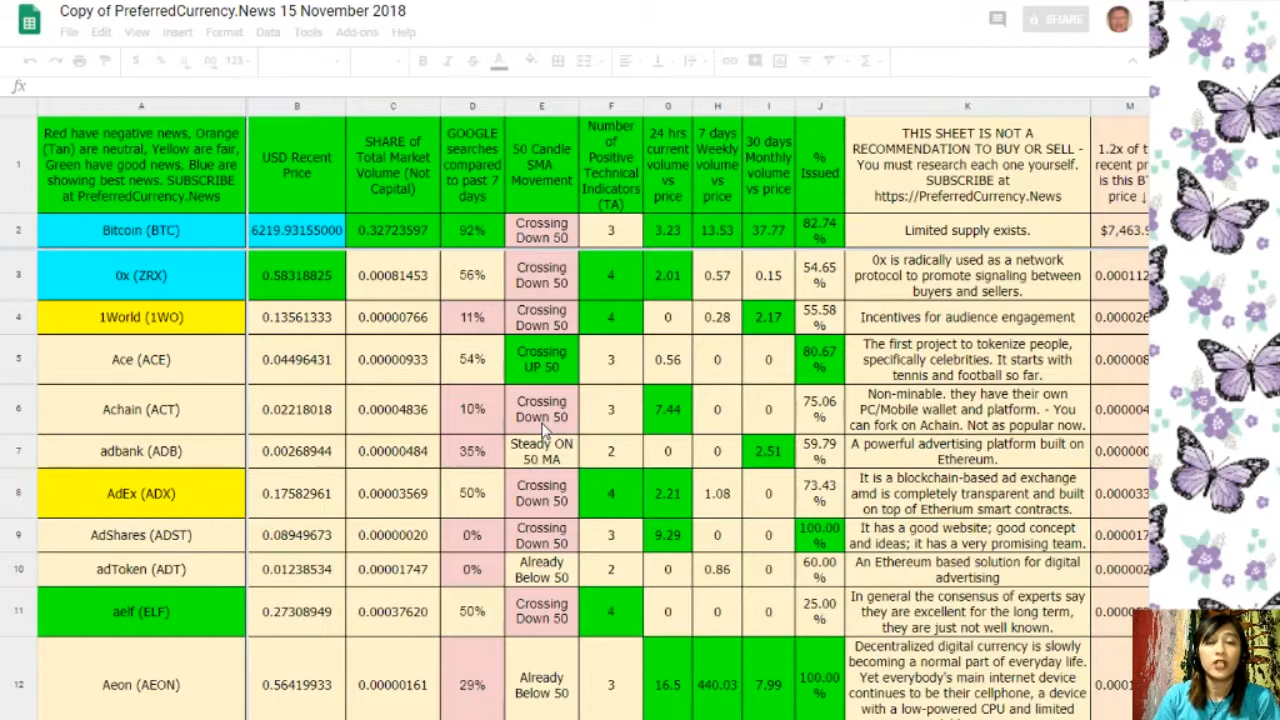 Copy of PreferredCurrency.News 15 November 2018
File Edit View Insert Format Data Tools Add-ons Help
SHARE
$ % .0 .00 123
B I S A
fx
A B C D E F G H I J K M
1
Red have negative news, Orange
(Tan) are neutral, Yellow are fair,
Green have good news, Blue are
showing best news. SUBSCRIBE
at PreferredCurrency.News
USD Recent
Price
SHARE of
Total Market
Volume (Not
Capital)
GOOGLE
searches
compared
to past 7
days
50 Candle
SMA
Movement
Number
of
Positive
Technical
Indicators
(TA)
24 hrs
current
volume
vs
price
7 days
Weekly
volume
vs
price
30 days
Monthly
volume
vs price
%
Issued
THIS SHEET IS NOT A
RECOMMENDATION TO BUY OR SELL -
You must research each one yourself.
SUBSCRIBE at
https://PreferredCurrency.News
1.2x of t
recent pr
is this B
price ↓
2
Bitcoin (BTC)
6219.93155000
0.32723597
92%
Crossing
Down 50
3
3.23
13.53
37.77
82.74
%
Limited supply exists.
$7,463.9
3
0x (ZRX)
0.58318825
0.00081453
56%
Crossing
Down 50
4
2.01
0.57
0.15
54.65
%
0x is radically used as a network
protocol to promote signaling between
buyers and sellers.
0.000112
4
1World (1WO)
0.13561333
0.00000766
11%
Crossing
Down 50
4
0
0.28
2.17
55.58
%
Incentives for audience engagement
0.000026
5
Ace (ACE)
0.04496431
0.00000933
54%
Crossing
UP 50
3
0.56
0
0
80.67
%
The first project to tokenize people,
specifically celebrities. It starts with
tennis and football so far.
0.000008
6
Achain (ACT)
0.02218018
0.00004836
10%
Crossing
Down 50
3
7.44
0
0
75.06
%
Non-minable. they have their own
PC/Mobile wallet and platform. - You
can fork on Achain. Not as popular now.
0.000004
7
adbank (ADB)
0.00268944
0.00000484
35%
Steady ON
50 MA
2
0
0
2.51
59.79
%
A powerful advertising platform built on
Ethereum.
0.000000
8
AdEx (ADX)
0.17582961
0.00003569
50%
Crossing
Down 50
4
2.21
1.08
0
73.43
%
It is a blockchain-based ad exchange
amd is completely transparent and built
on top of Etherium smart contracts.
0.000033
9
AdShares (ADST)
0.08949673
0.00000020
0%
Crossing
Down 50
3
9.29
0
0
100.00
%
It has a good website; good concept
and ideas; it has a very promising team.
0.000017
10
adToken (ADT)
0.01238534
0.00001747
0%
Already
Below 50
2
0
0.86
0
60.00
%
An Ethereum based solution for digital
advertising
0.000002
11
aelf (ELF)
0.27308949
0.00037620
50%
Crossing
Down 50
4
0
0
0
25.00
%
In general the consensus of experts say
they are excellent for the long term,
they are just not well known.
12
Aeon (AEON)
0.56419933
0.00000161
29%
Already
Below 50
3
16.5
440.03
7.99
100.00
%
Decentralized digital currency is slowly
becoming a normal part of everyday life.
Yet everybody's main internet device
continues to be their cellphone, a device
with a low-powered CPU and limited